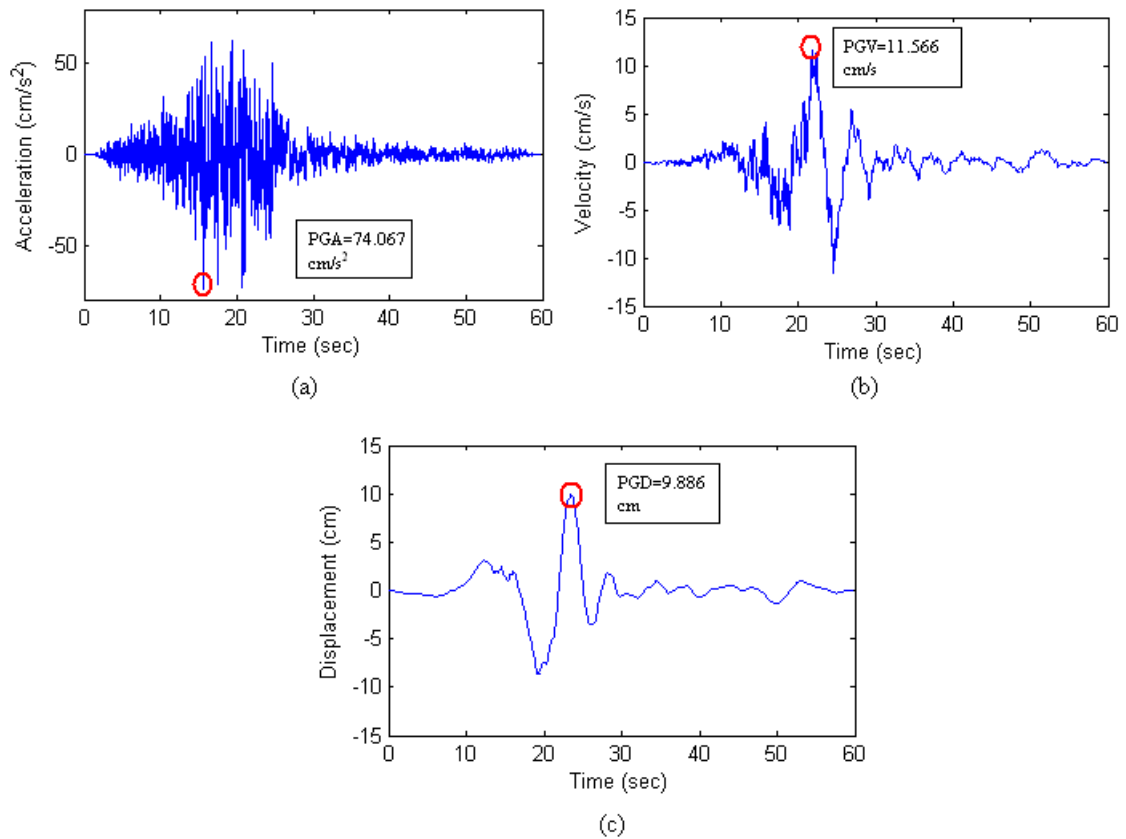 Acceleration (cm/s²)
50
0
-50
PGA=74.067
cm/s²
0 10 20 30 40 50 60
Time (sec)
(a)
Velocity (cm/s)
15
10
5
0
-5
-10
-15
PGV=11.566
cm/s
0 10 20 30 40 50 60
Time (sec)
(b)
Displacement (cm)
15
10
5
0
-5
-10
-15
PGD=9.886
cm
0 10 20 30 40 50 60
Time (sec)
(c)